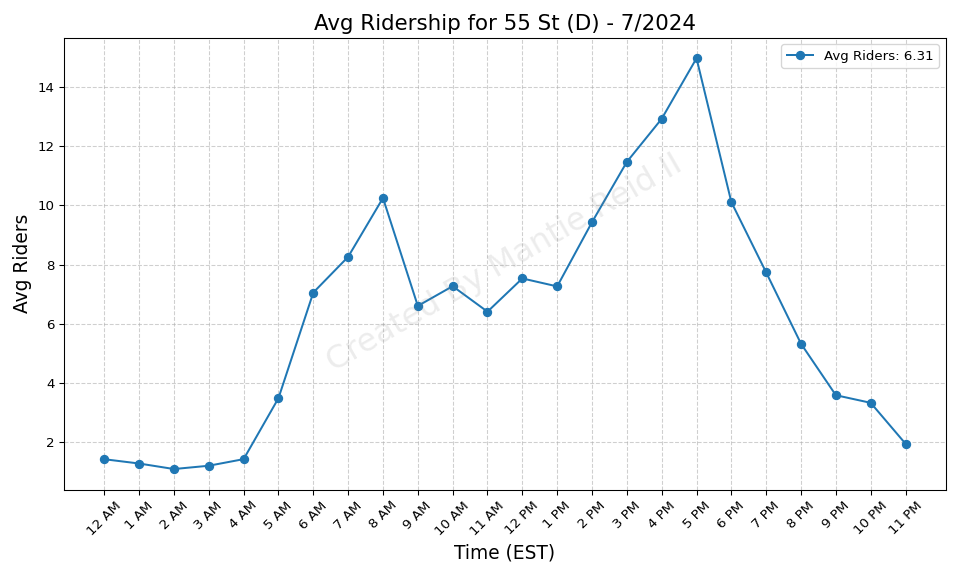 Avg Ridership for 55 St (D) - 7/2024
Avg Riders: 6.31
Avg Riders
14
12
10
8
6
4
2
Created By Mantle Reid II
12 AM
1 AM
2 AM
3 AM
4 AM
5 AM
6 AM
7 AM
8 AM
9 AM
10 AM
11 AM
12 PM
1 PM
2 PM
3 PM
4 PM
5 PM
6 PM
7 PM
8 PM
9 PM
10 PM
11 PM
Time (EST)